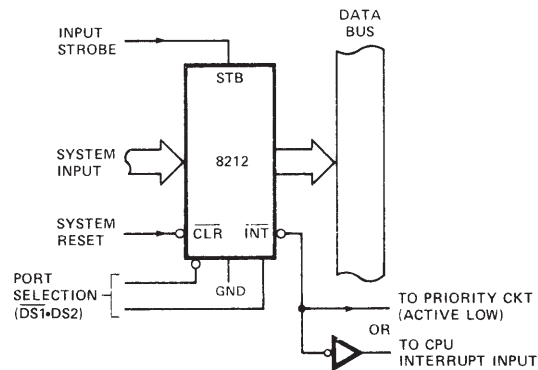 DATA
BUS
INPUT
STROBE
STB
SYSTEM
INPUT
8212
SYSTEM
RESET
CLR INT
PORT
SELECTION
(DS1•DS2)
GND
TO PRIORITY CKT
(ACTIVE LOW)
OR
TO CPU
INTERRUPT INPUT